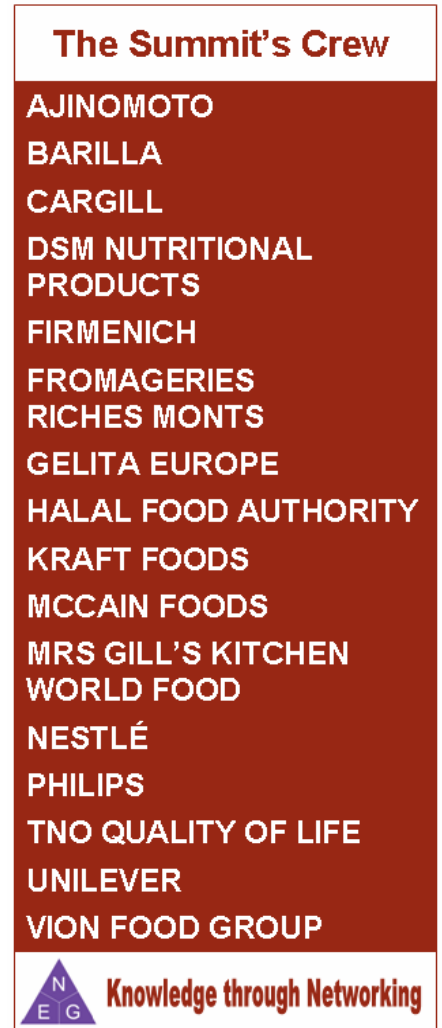 The Summit's Crew
AJINOMOTO
BARILLA
CARGILL
DSM NUTRITIONAL
PRODUCTS
FIRMENICH
FROMAGERIES
RICHES MONTS
GELITA EUROPE
HALAL FOOD AUTHORITY
KRAFT FOODS
MCCAIN FOODS
MRS GILL'S KITCHEN
WORLD FOOD
NESTLÉ
PHILIPS
TNO QUALITY OF LIFE
UNILEVER
VION FOOD GROUP
N
E G
Knowledge through Networking